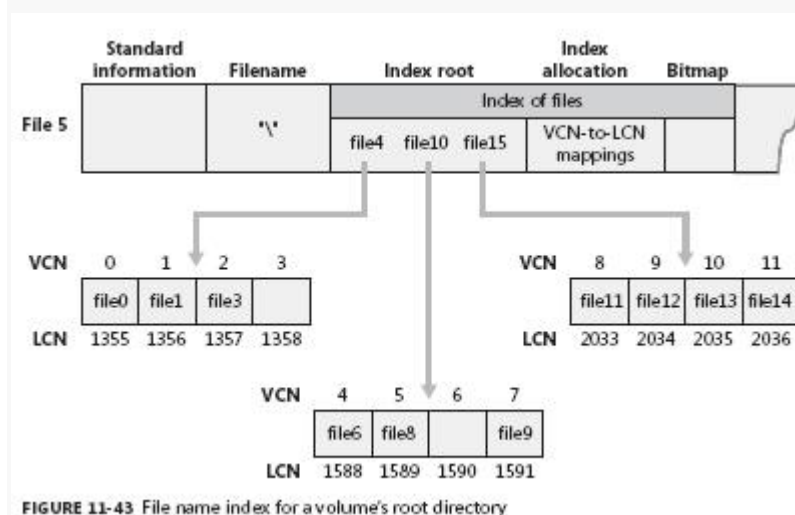 Standard information Filename Index root Index allocation Bitmap
Index of files
File 5 "\" file4 file10 file15 VCN-to-LCN mappings
VCN 0 1 2 3
file0 file1 file3
LCN 1355 1356 1357 1358
VCN 8 9 10 11
file11 file12 file13 file14
LCN 2033 2034 2035 2036
VCN 4 5 6 7
file6 file8 file9
LCN 1588 1589 1590 1591
FIGURE 11-43 File name index for a volume's root directory